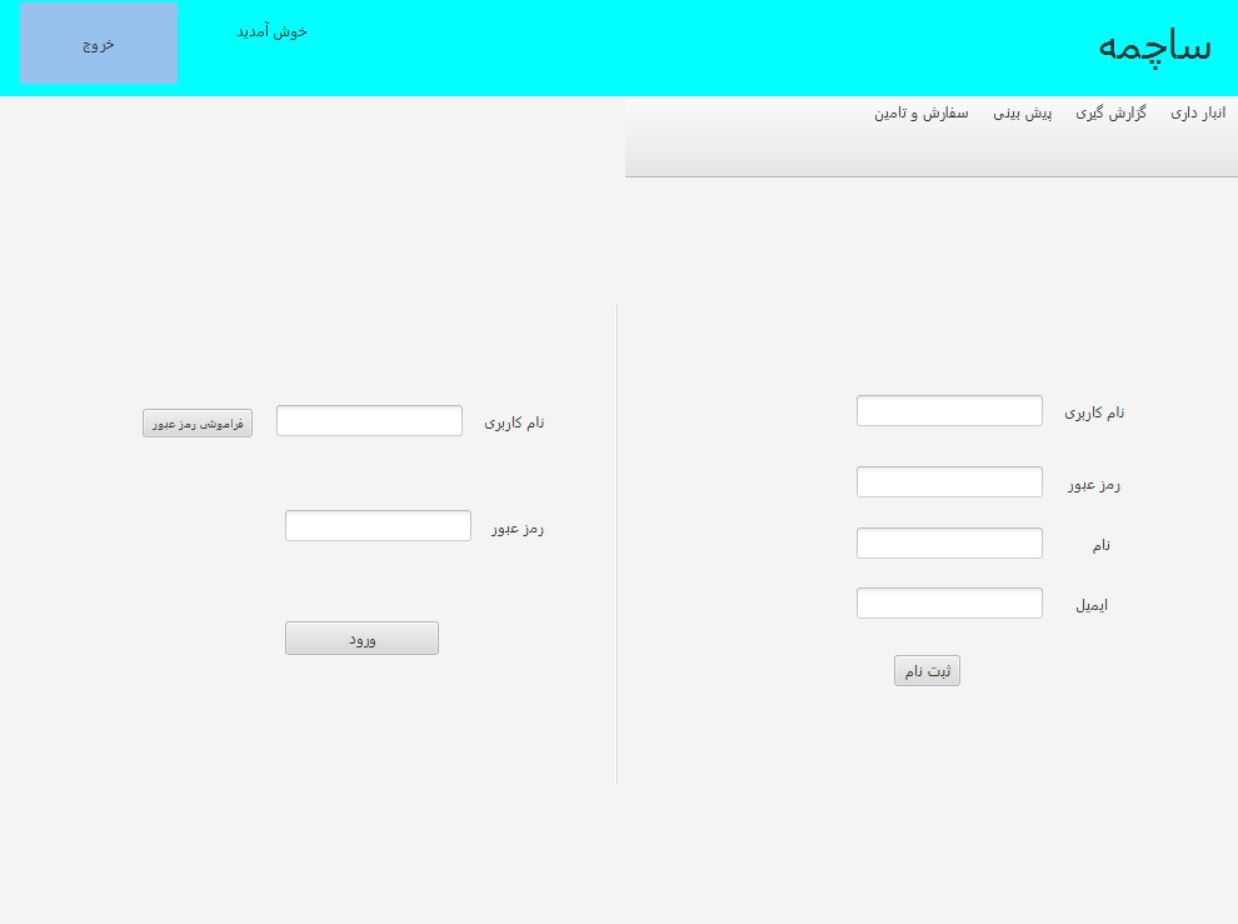 ساچمه
خوش آمدید
خروج
انبار داری
گزارش گیری
پیش بینی
سفارش و تامین
نام کاربری
رمز عبور
نام
ایمیل
ثبت نام
نام کاربری
فراموشی رمز عبور
رمز عبور
ورود